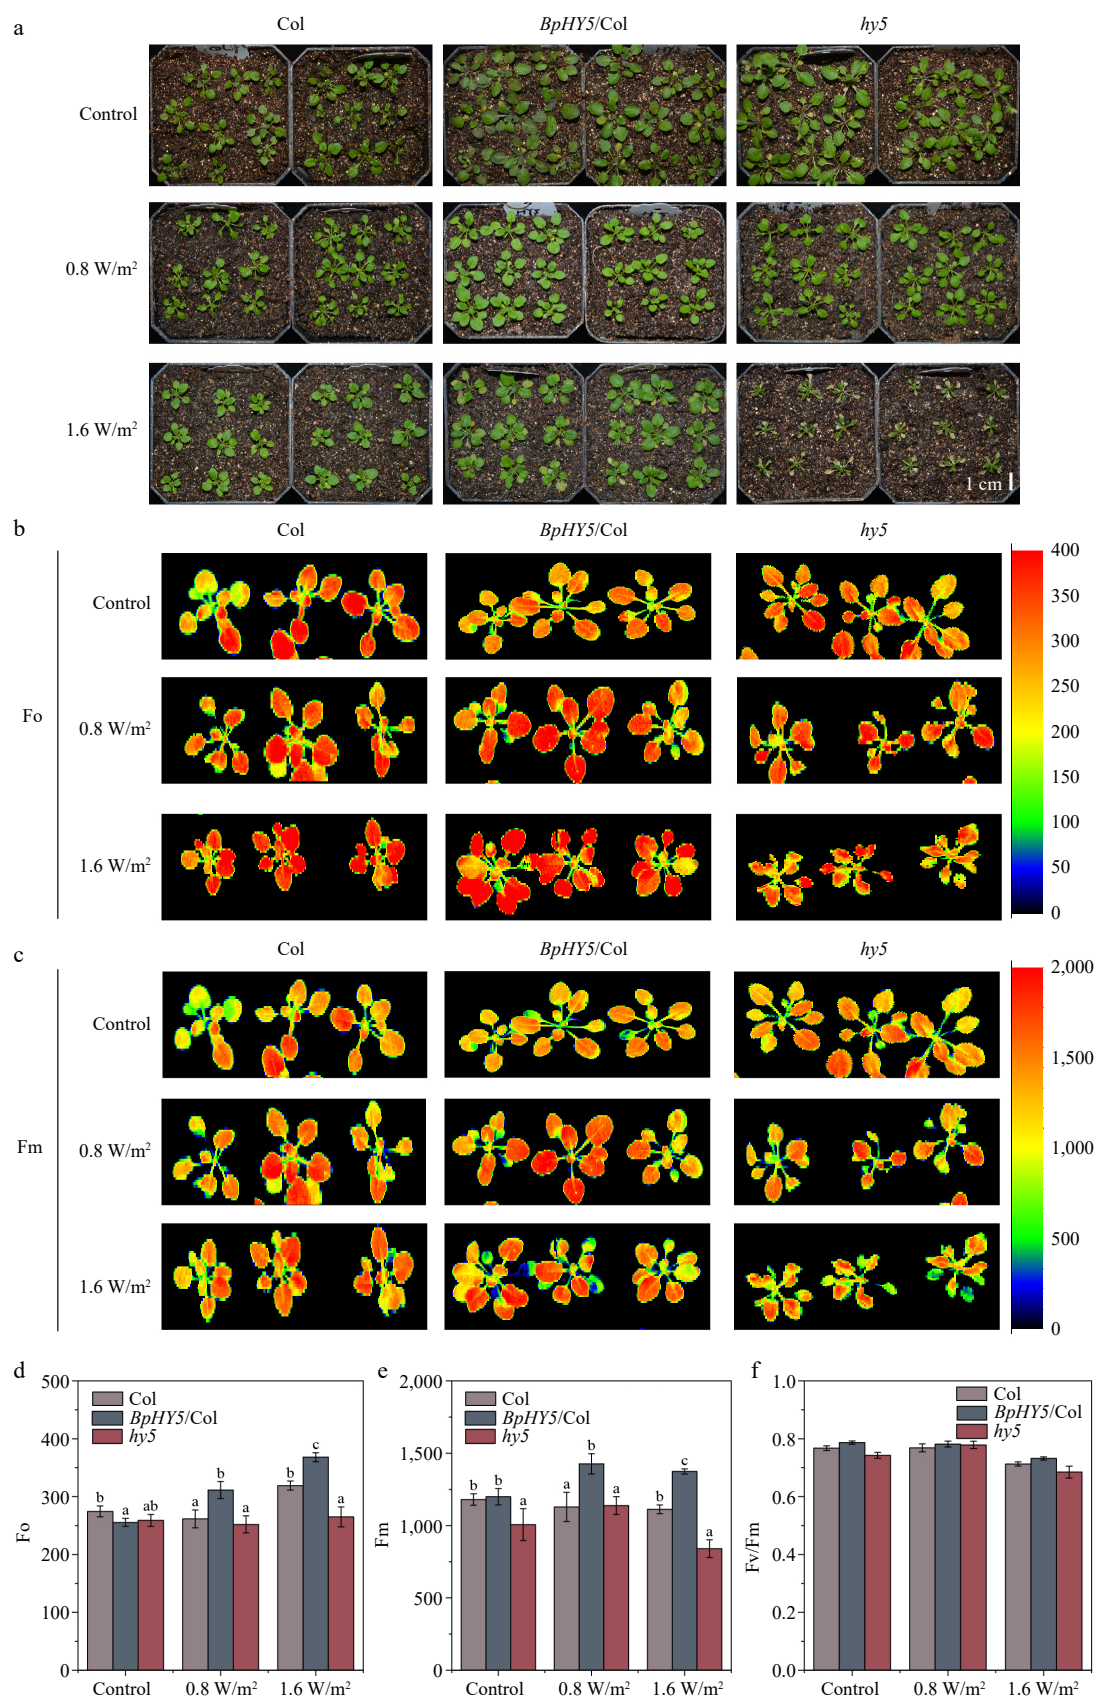 a
Col
BpHY5/Col
hy5
Control
0.8 W/m²
1.6 W/m²
1 cm
b
Col
BpHY5/Col
hy5
Fo
Control
0.8 W/m²
1.6 W/m²
400
350
300
250
200
150
100
50
0
c
Col
BpHY5/Col
hy5
Fm
Control
0.8 W/m²
1.6 W/m²
2,000
1,500
1,000
500
0
d
Fo
500
400
300
200
100
0
Col
BpHY5/Col
hy5
b
a
ab
a
b
a
b
c
a
Control
0.8 W/m²
1.6 W/m²
e
Fm
2,000
1,500
1,000
500
0
Col
BpHY5/Col
hy5
b
b
a
a
b
a
b
c
a
Control
0.8 W/m²
1.6 W/m²
f
Fv/Fm
1.0
0.8
0.6
0.4
0.2
0.0
Col
BpHY5/Col
hy5
Control
0.8 W/m²
1.6 W/m²